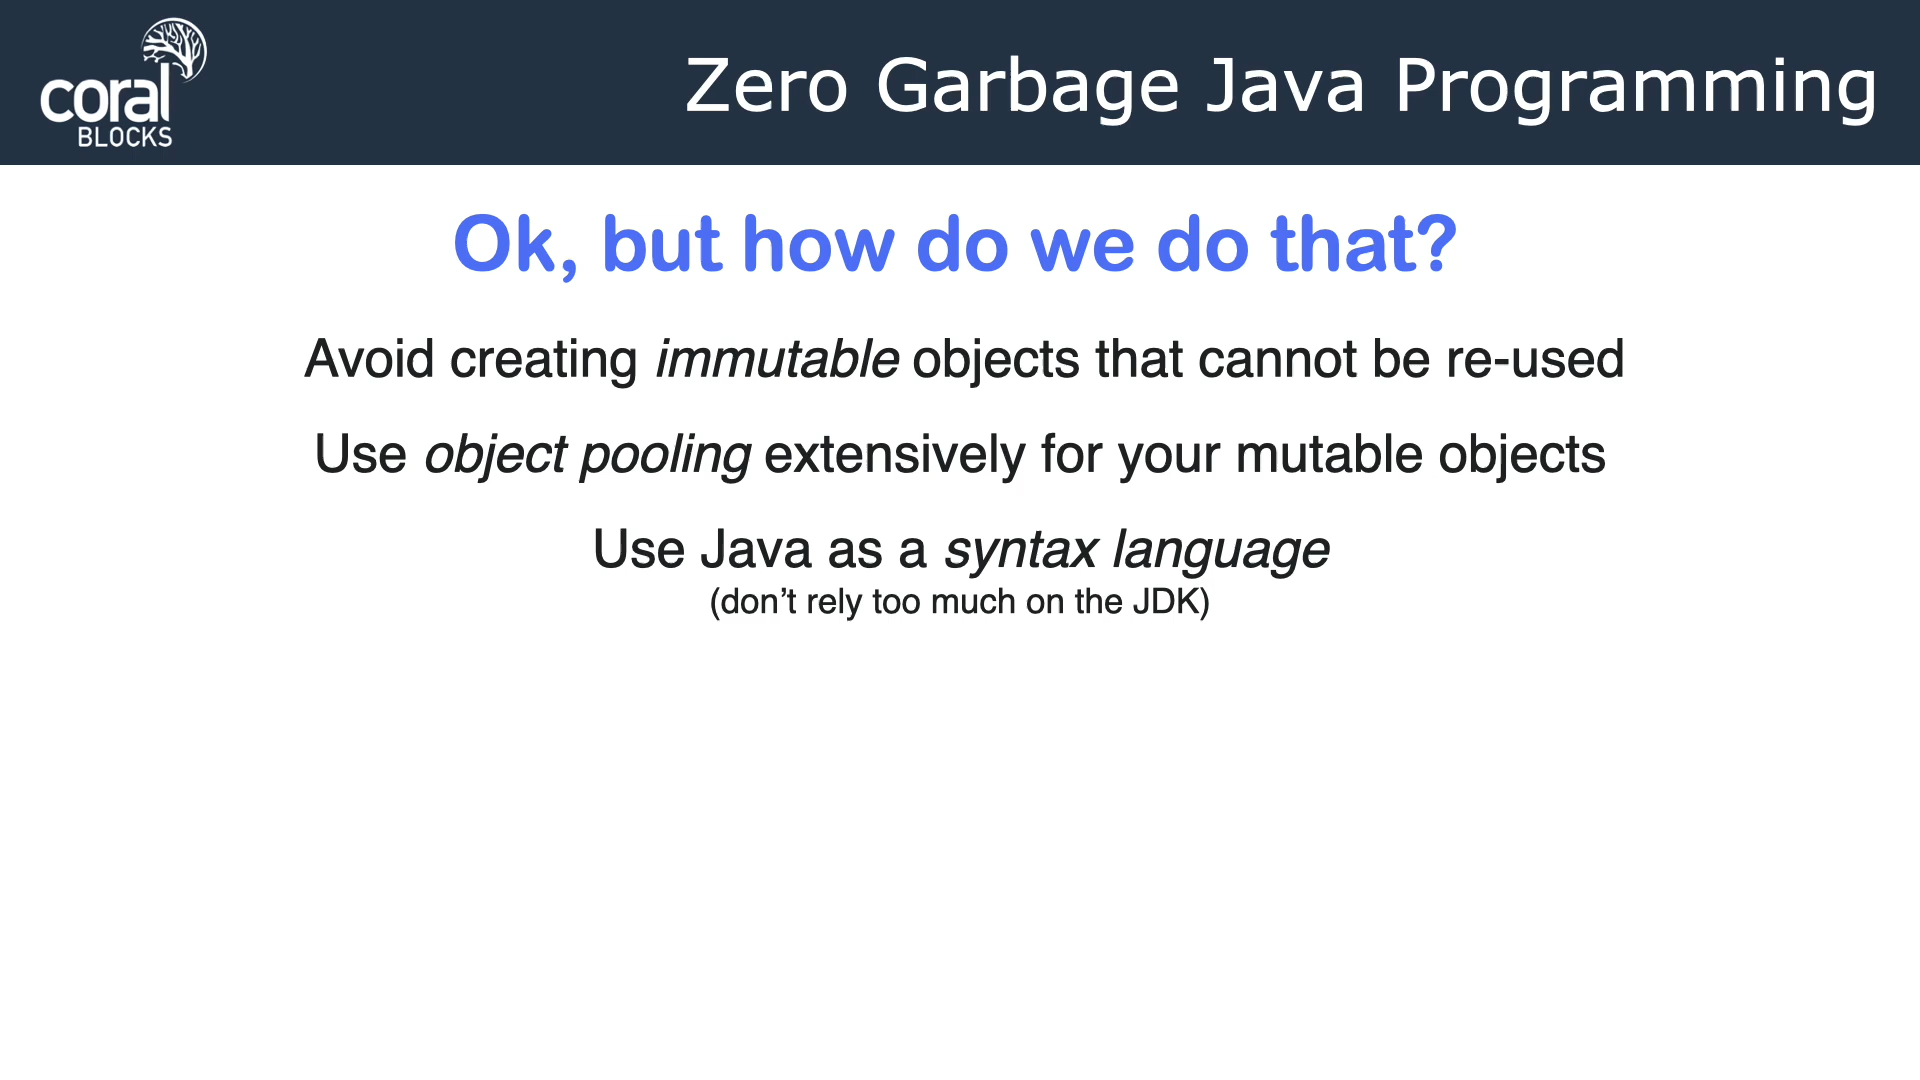 coral
BLOCKS
Zero Garbage Java Programming
Ok, but how do we do that?
Avoid creating immutable objects that cannot be re-used
Use object pooling extensively for your mutable objects
Use Java as a syntax language
(don’t rely too much on the JDK)